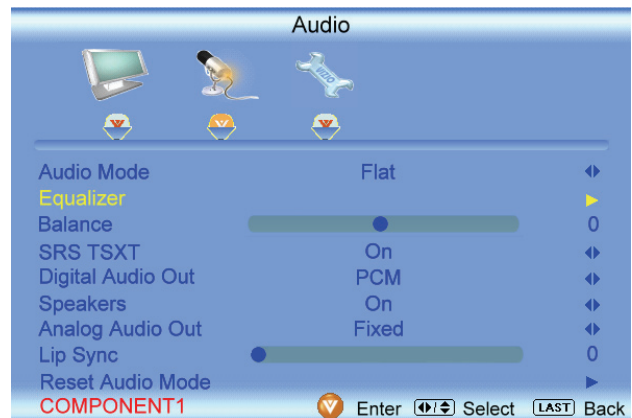 Audio
VIZIO
Audio Mode Flat
Equalizer
Balance 0
SRS TSXT On
Digital Audio Out PCM
Speakers On
Analog Audio Out Fixed
Lip Sync 0
Reset Audio Mode
COMPONENT1 V Enter Select LAST Back